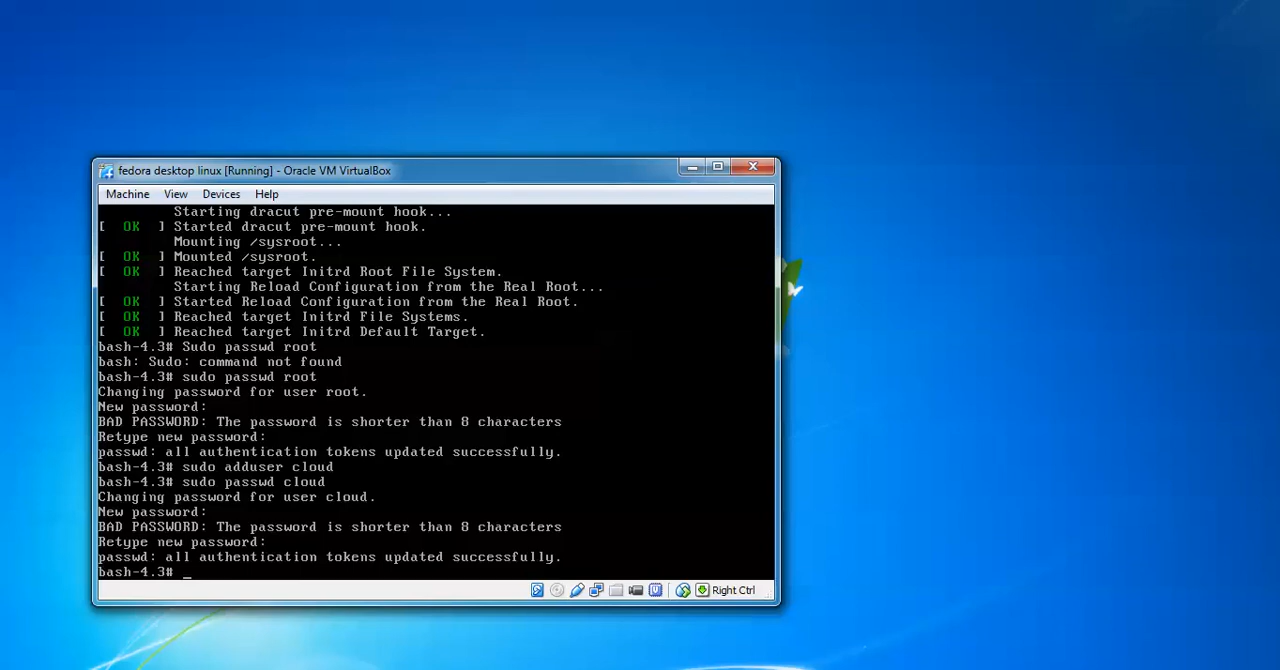 fedora desktop linux [Running] - Oracle VM VirtualBox
Machine View Devices Help
Starting dracut pre-mount hook...
[ OK ] Started dracut pre-mount hook.
Mounting /sysroot...
[ OK ] Mounted /sysroot.
[ OK ] Reached target Initrd Root File System.
Starting Reload Configuration from the Real Root...
[ OK ] Started Reload Configuration from the Real Root.
[ OK ] Reached target Initrd File Systems.
[ OK ] Reached target Initrd Default Target.
bash-4.3# Sudo passwd root
bash: Sudo: command not found
bash-4.3# sudo passwd root
Changing password for user root.
New password:
BAD PASSWORD: The password is shorter than 8 characters
Retype new password:
passwd: all authentication tokens updated successfully.
bash-4.3# sudo adduser cloud
bash-4.3# sudo passwd cloud
Changing password for user cloud.
New password:
BAD PASSWORD: The password is shorter than 8 characters
Retype new password:
passwd: all authentication tokens updated successfully.
bash-4.3# _
Right Ctrl